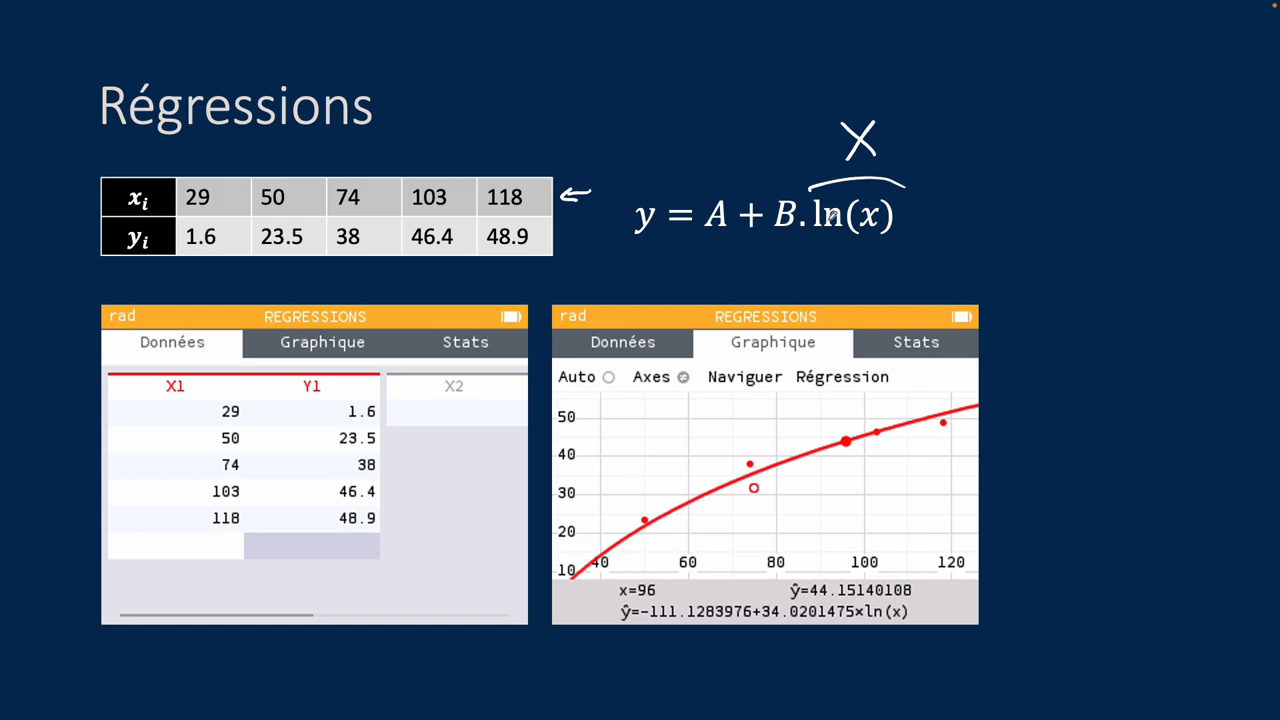 Régressions
X
xi 29 50 74 103 118
yi 1.6 23.5 38 46.4 48.9
y = A + B.ln(x)
rad REGRESSIONS
Données Graphique Stats
X1 Y1 X2
29 1.6
50 23.5
74 38
103 46.4
118 48.9
rad REGRESSIONS
Données Graphique Stats
Auto Axes Naviguer Régression
50
40
30
20
10 40 60 80 100 120
x=96 ŷ=44.15140108
ŷ=-111.1283976+34.0201475×ln(x)